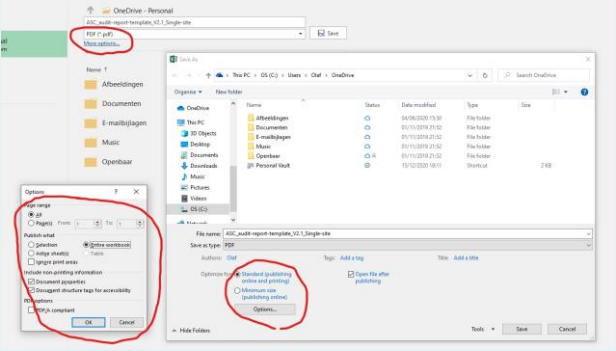 OneDrive - Personal
ASC_audit-report-template_V2.1_Single-site
PDF (*.pdf)
Save
More options...
Name ↑
Afbeeldingen
Documenten
E-mailbijlagen
Music
Openbaar
Save As
This PC > OS (C:) > Users > Olaf > OneDrive
Search OneDrive
Organise
New folder
OneDrive
This PC
3D Objects
Desktop
Documents
Downloads
Music
Pictures
Videos
OS (C:)
Name
Status
Date modified
Type
Size
Afbeeldingen
04/06/2020 15:30
File folder
Documenten
01/11/2019 21:52
File folder
E-mailbijlagen
01/11/2019 21:52
File folder
Music
01/11/2019 21:52
File folder
Openbaar
01/11/2019 21:52
File folder
Personal Vault
15/12/2020 18:11
Shortcut
2 KB
File name: ASC_audit-report-template_V2.1_Single-site
Save as type: PDF
Authors: Olaf
Tags: Add a tag
Title: Add a title
Optimize for: Standard (publishing
online and printing)
Minimum size
(publishing online)
Options...
Open file after
publishing
Hide Folders
Tools
Save
Cancel
Options
?
Page range
All
Page(s) From: 1 To: 1
Publish what
Selection
Entire workbook
Active sheet(s)
Table
Ignore print areas
Include non-printing information
Document properties
Document structure tags for accessibility
PDF options
PDF/A compliant
OK
Cancel